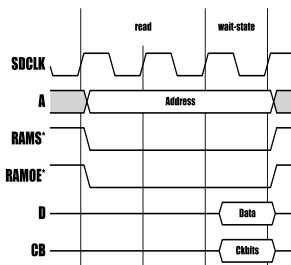 read wait-state
SDCLK
A Address
RAMS*
RAMOE*
D Data
CB Ckbits